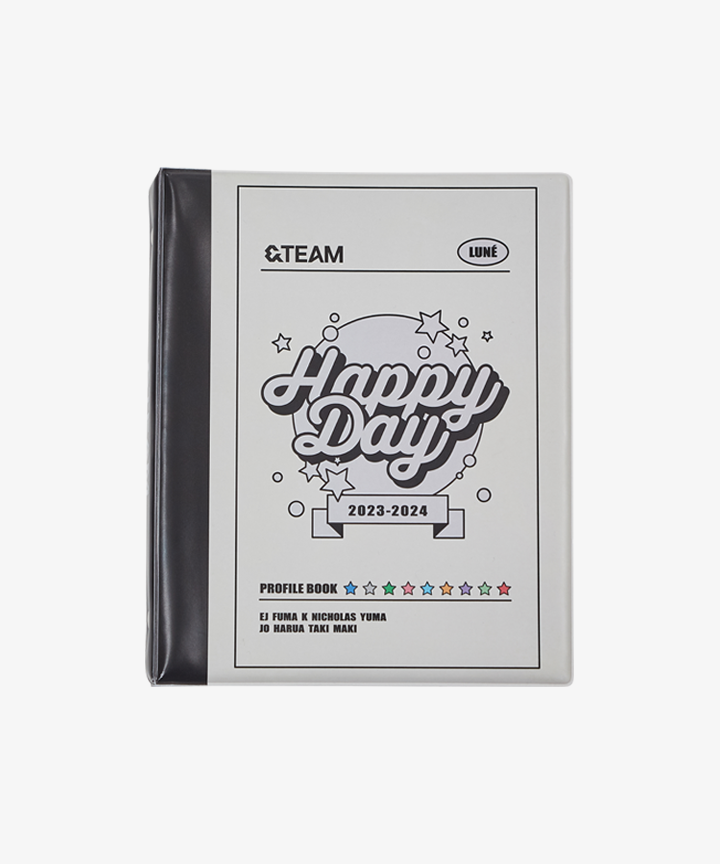 &TEAM
LUNÉ
Happy
Day
2023-2024
PROFILE BOOK
EJ FUMA K NICHOLAS YUMA
JO HARUA TAKI MAKI